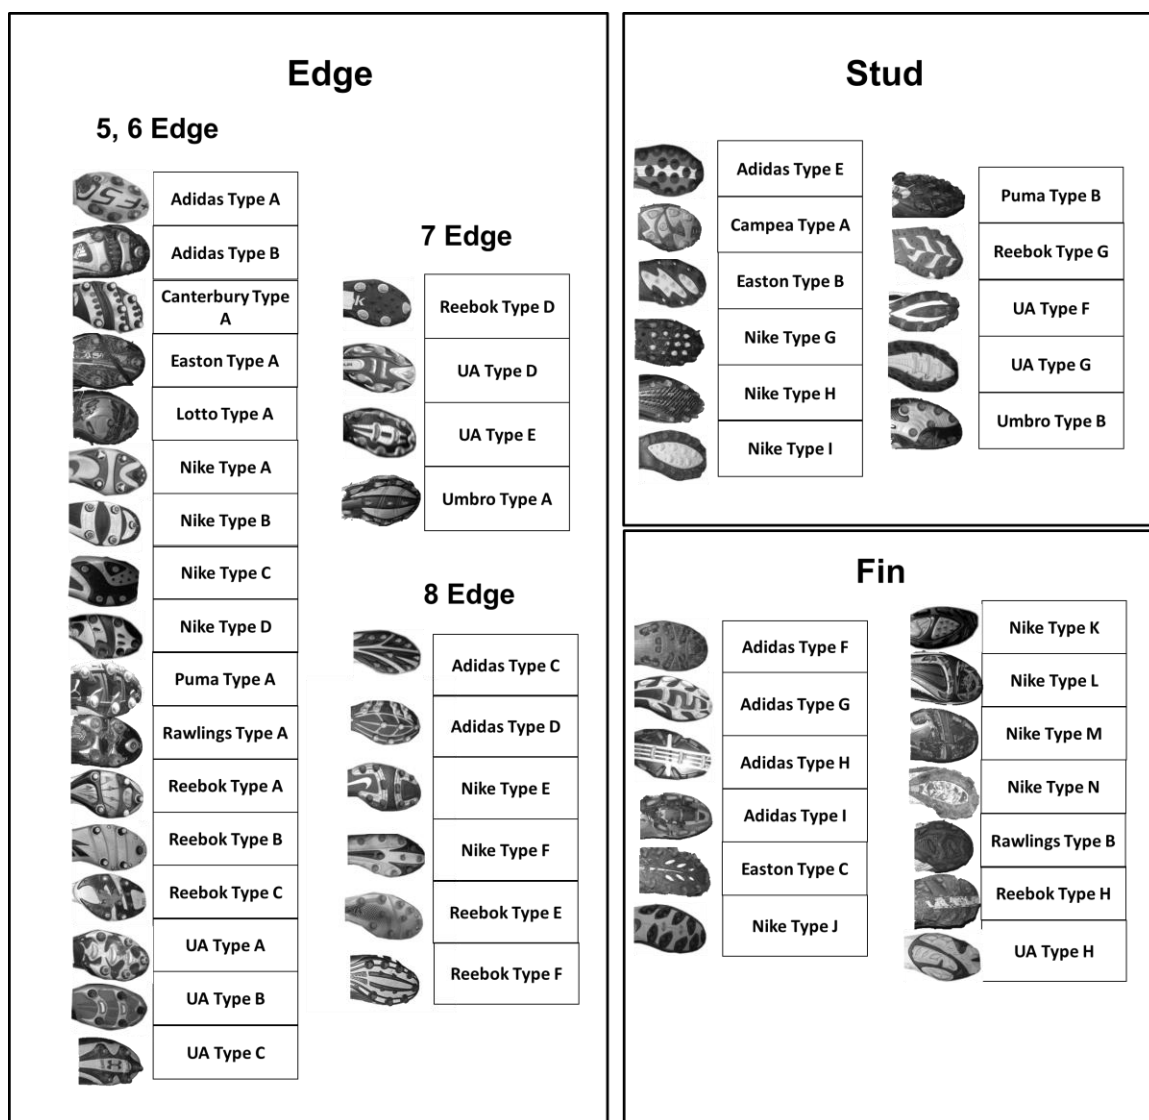 Edge
5, 6 Edge
Adidas Type A
Adidas Type B
Canterbury Type
A
Easton Type A
Lotto Type A
Nike Type A
Nike Type B
Nike Type C
Nike Type D
Puma Type A
Rawlings Type A
Reebok Type A
Reebok Type B
Reebok Type C
UA Type A
UA Type B
UA Type C
7 Edge
Reebok Type D
UA Type D
UA Type E
Umbro Type A
8 Edge
Adidas Type C
Adidas Type D
Nike Type E
Nike Type F
Reebok Type E
Reebok Type F
Stud
Adidas Type E
Campea Type A
Easton Type B
Nike Type G
Nike Type H
Nike Type I
Puma Type B
Reebok Type G
UA Type F
UA Type G
Umbro Type B
Fin
Adidas Type F
Adidas Type G
Adidas Type H
Adidas Type I
Easton Type C
Nike Type J
Nike Type K
Nike Type L
Nike Type M
Nike Type N
Rawlings Type B
Reebok Type H
UA Type H